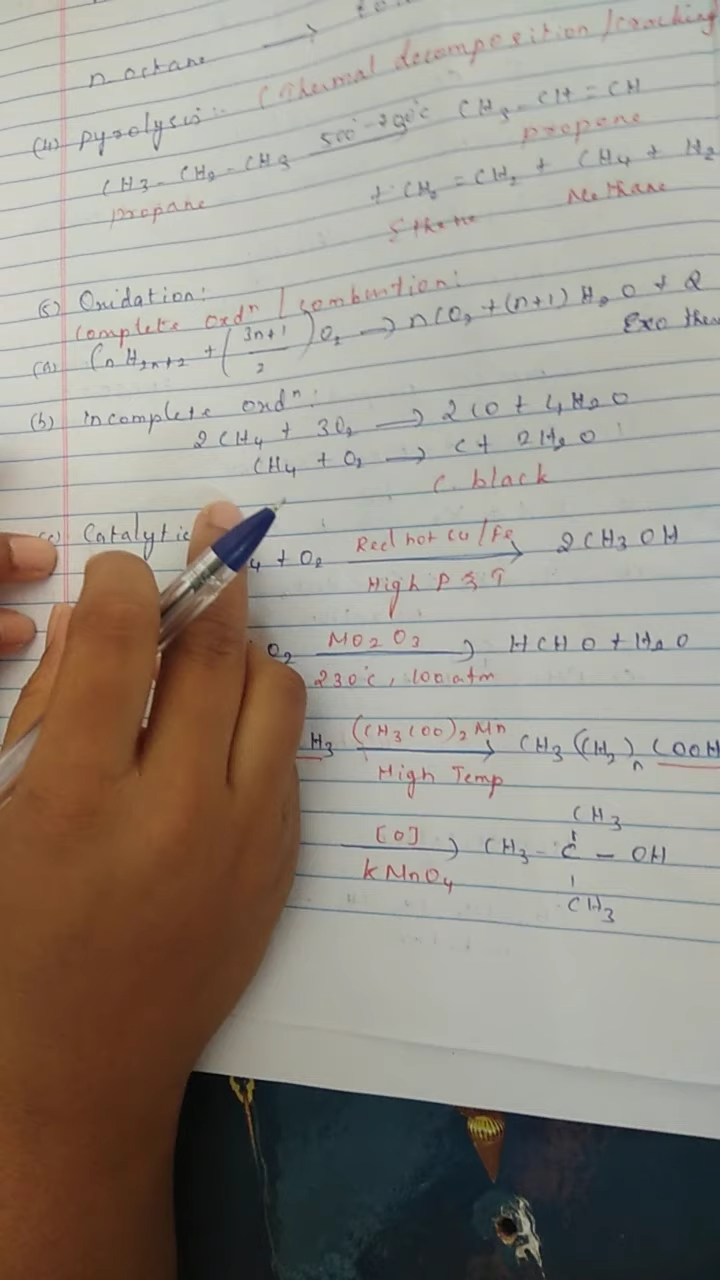 n octane ⟶
(4) Pyrolysis :- (Thermal decomposition / cracking
CH3 - CH2 - CH3 500° - 700°c CH3 - CH = CH
propane propene
+ CH2 = CH2 + CH4 + H2
Ethene Methane
(5) Oxidation :
Complete oxdⁿ / combustion :
(a) CnH2n+2 + (3n+1/2) O2 ⟶ nCO2 + (n+1) H2O + Q
Exo ther
(b) incomplete oxdⁿ :
2CH4 + 3O2 ⟶ 2CO + 4H2O
CH4 + O2 ⟶ C + 2H2O
C. black
(c) Catalytic
4 + O2 Red hot Cu / Fe ⟶ 2CH3OH
High P & T
O2 MO2O3 ⟶ HCHO + H2O
230°c, 100 atm
H3 (CH3COO)2Mn ⟶ CH3(CH2)n COOH
High Temp
CH3
[O] ⟶ CH3 - C - OH
KMnO4
CH3